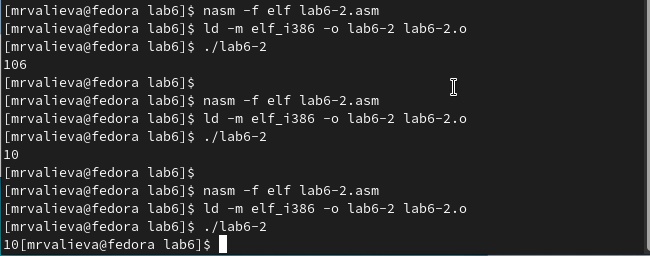 [mrvalieva@fedora lab6]$ nasm -f elf lab6-2.asm
[mrvalieva@fedora lab6]$ ld -m elf_i386 -o lab6-2 lab6-2.o
[mrvalieva@fedora lab6]$ ./lab6-2
106
[mrvalieva@fedora lab6]$
[mrvalieva@fedora lab6]$ nasm -f elf lab6-2.asm
[mrvalieva@fedora lab6]$ ld -m elf_i386 -o lab6-2 lab6-2.o
[mrvalieva@fedora lab6]$ ./lab6-2
10
[mrvalieva@fedora lab6]$
[mrvalieva@fedora lab6]$ nasm -f elf lab6-2.asm
[mrvalieva@fedora lab6]$ ld -m elf_i386 -o lab6-2 lab6-2.o
[mrvalieva@fedora lab6]$ ./lab6-2
10[mrvalieva@fedora lab6]$